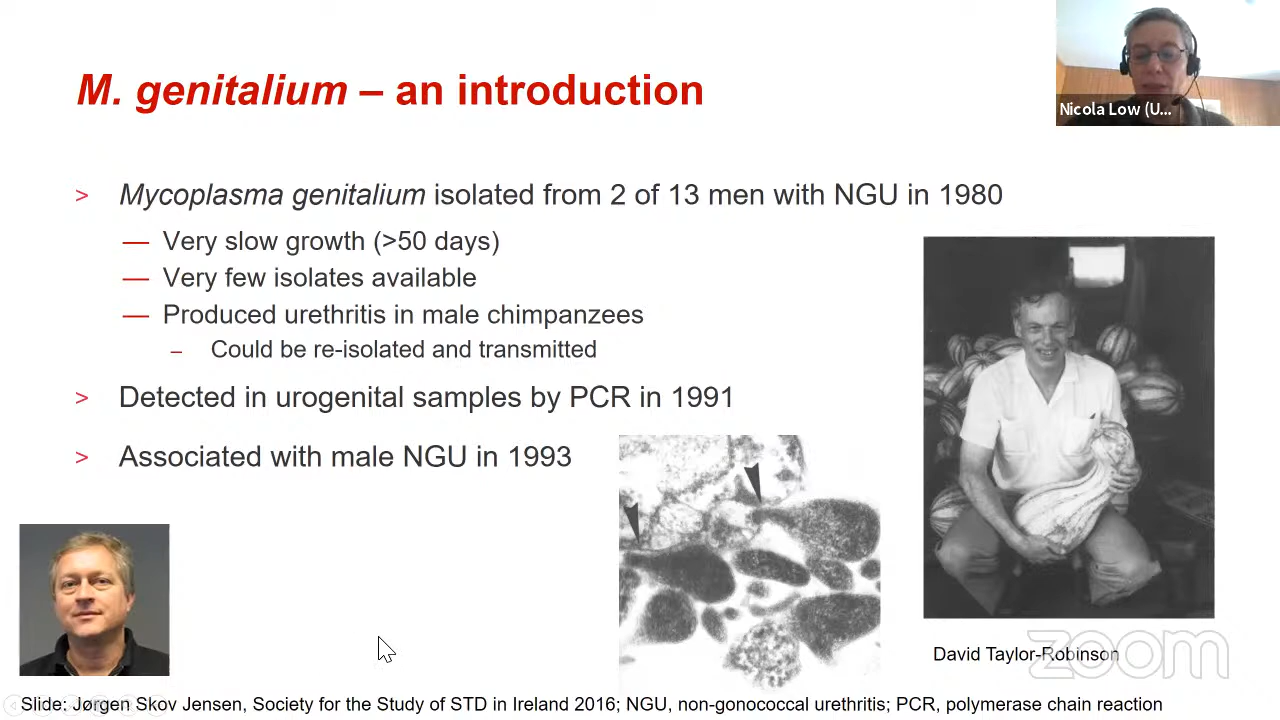 M. genitalium – an introduction
Nicola Low (U...
> Mycoplasma genitalium isolated from 2 of 13 men with NGU in 1980
— Very slow growth (>50 days)
— Very few isolates available
— Produced urethritis in male chimpanzees
– Could be re-isolated and transmitted
> Detected in urogenital samples by PCR in 1991
> Associated with male NGU in 1993
David Taylor-Robinson
zoom
Slide: Jørgen Skov Jensen, Society for the Study of STD in Ireland 2016; NGU, non-gonococcal urethritis; PCR, polymerase chain reaction